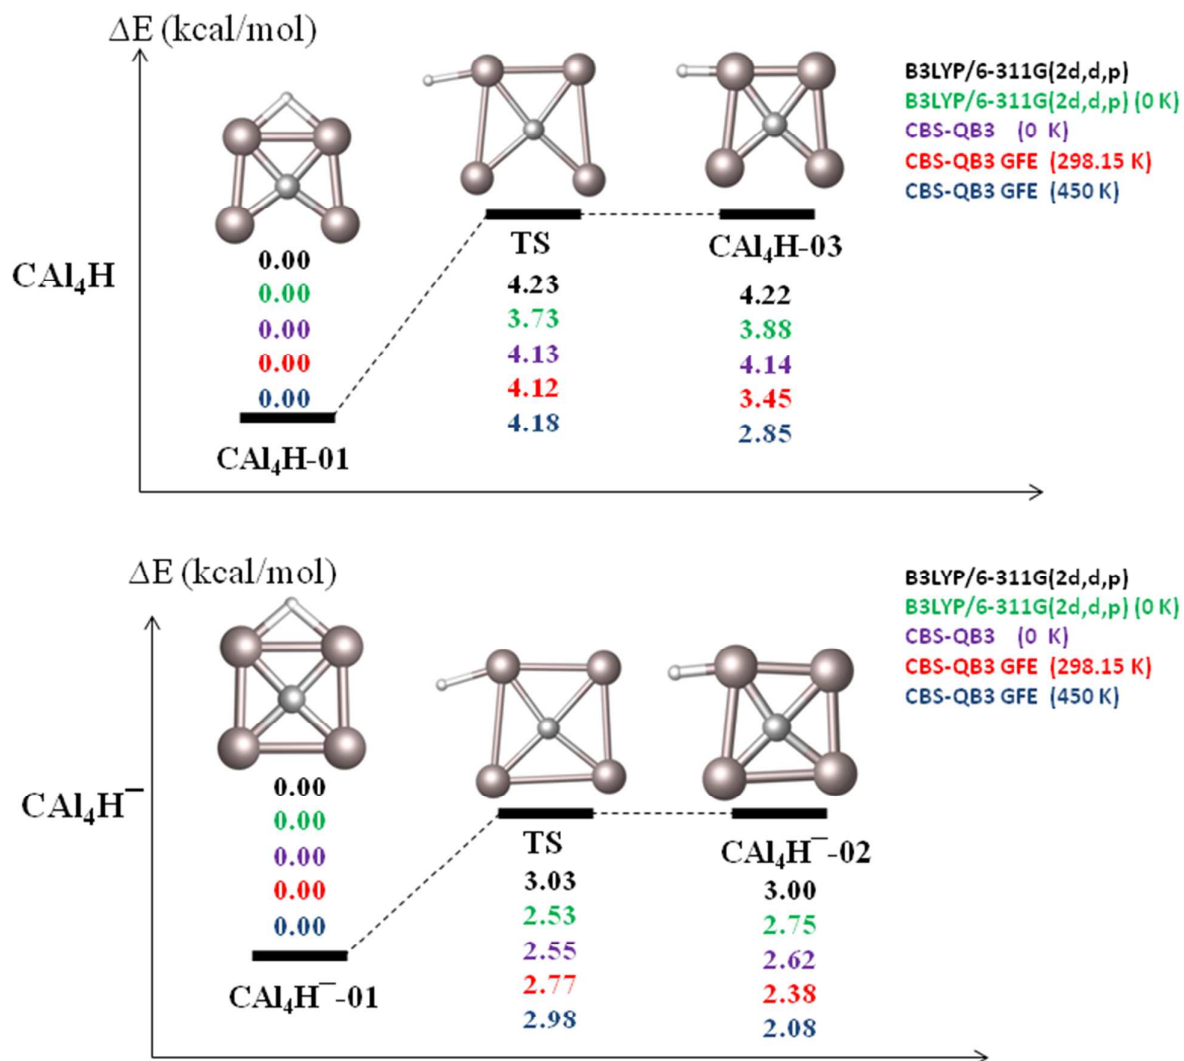 ΔE (kcal/mol)
B3LYP/6-311G(2d,d,p)
B3LYP/6-311G(2d,d,p) (0 K)
CBS-QB3 (0 K)
CBS-QB3 GFE (298.15 K)
CBS-QB3 GFE (450 K)
CAl₄H
0.00
0.00
0.00
0.00
0.00
CAl₄H-01
TS
4.23
3.73
4.13
4.12
4.18
CAl₄H-03
4.22
3.88
4.14
3.45
2.85
ΔE (kcal/mol)
B3LYP/6-311G(2d,d,p)
B3LYP/6-311G(2d,d,p) (0 K)
CBS-QB3 (0 K)
CBS-QB3 GFE (298.15 K)
CBS-QB3 GFE (450 K)
CAl₄H⁻
0.00
0.00
0.00
0.00
0.00
CAl₄H⁻-01
TS
3.03
2.53
2.55
2.77
2.98
CAl₄H⁻-02
3.00
2.75
2.62
2.38
2.08